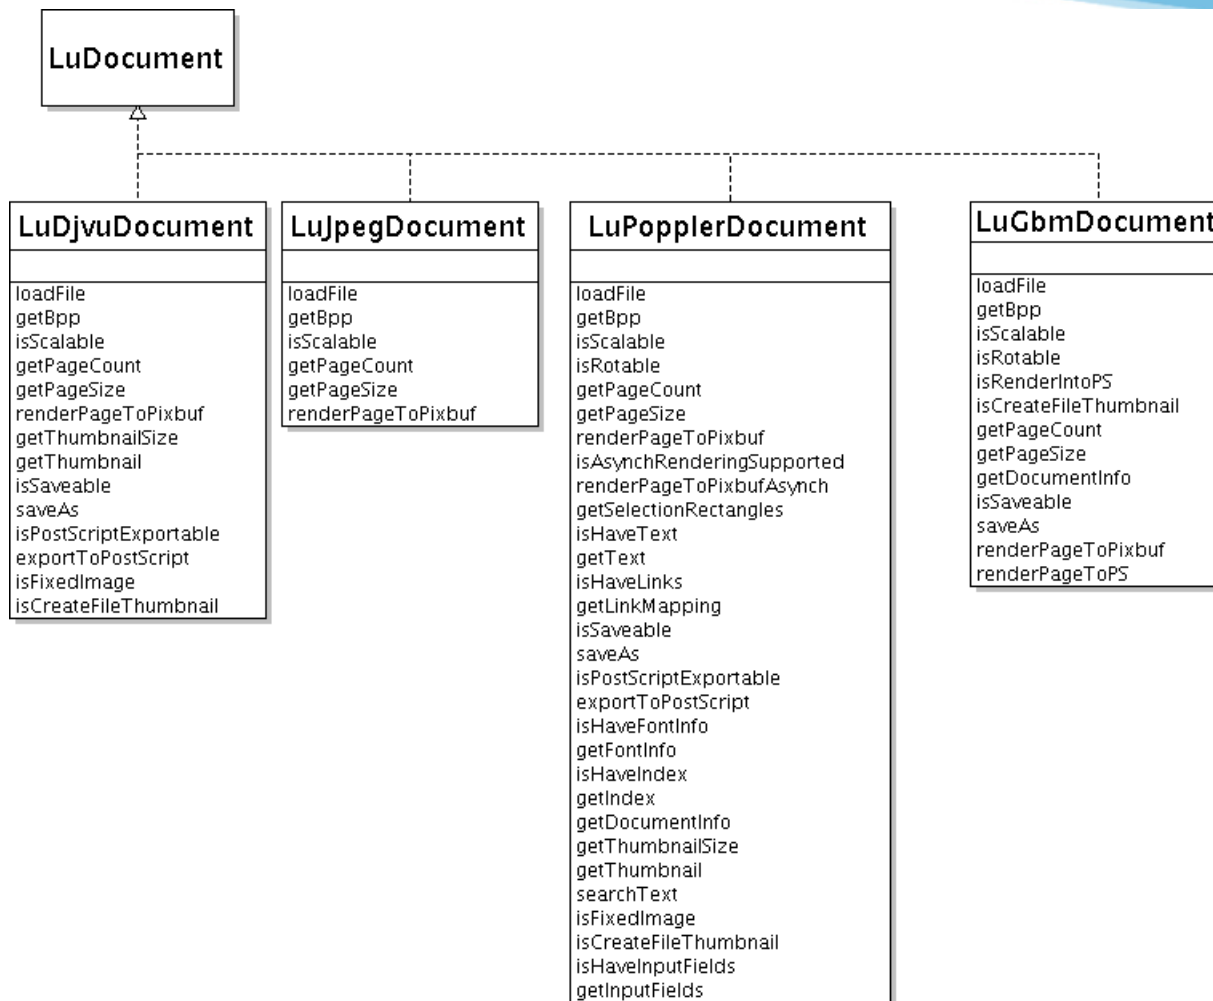 LuDocument
LuDjvuDocument
loadFile
getBpp
isScalable
getPageCount
getPageSize
renderPageToPixbuf
getThumbnailSize
getThumbnail
isSaveable
saveAs
isPostScriptExportable
exportToPostScript
isFixedImage
isCreateFileThumbnail
LuJpegDocument
loadFile
getBpp
isScalable
getPageCount
getPageSize
renderPageToPixbuf
LuPopplerDocument
loadFile
getBpp
isScalable
isRotable
getPageCount
getPageSize
renderPageToPixbuf
isAsynchRenderingSupported
renderPageToPixbufAsynch
getSelectionRectangles
isHaveText
getText
isHaveLinks
getLinkMapping
isSaveable
saveAs
isPostScriptExportable
exportToPostScript
isHaveFontInfo
getFontInfo
isHaveIndex
getIndex
getDocumentInfo
getThumbnailSize
getThumbnail
searchText
isFixedImage
isCreateFileThumbnail
isHaveInputFields
getInputFields
LuGbmDocument
loadFile
getBpp
isScalable
isRotable
isRenderIntoPS
isCreateFileThumbnail
getPageCount
getPageSize
getDocumentInfo
isSaveable
saveAs
renderPageToPixbuf
renderPageToPS